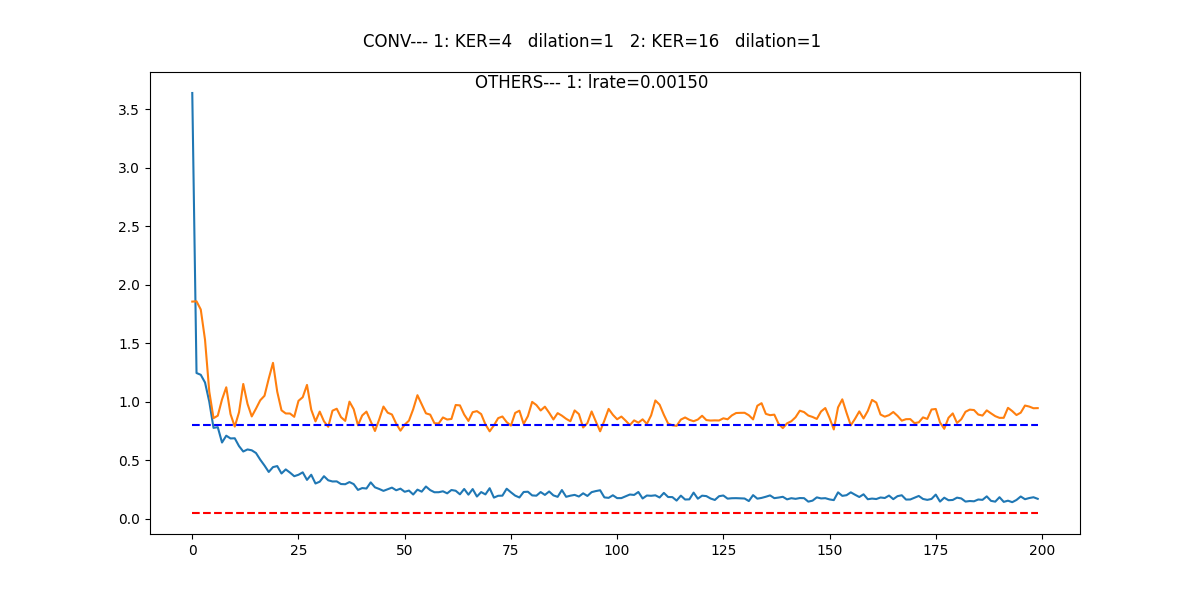 CONV--- 1: KER=4   dilation=1   2: KER=16   dilation=1
OTHERS--- 1: lrate=0.00150
3.5
3.0
2.5
2.0
1.5
1.0
0.5
0.0
0 25 50 75 100 125 150 175 200